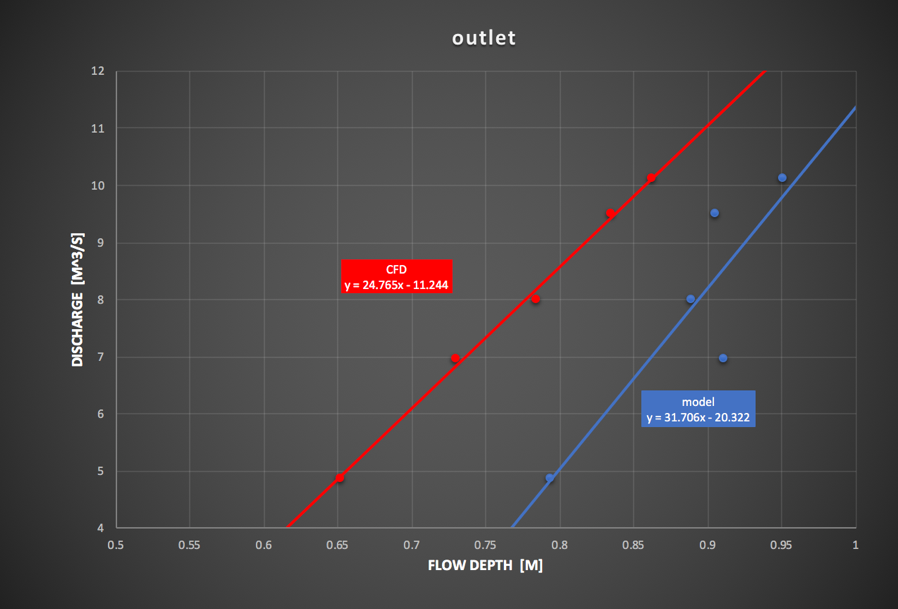 outlet
12
11
10
9
8
7
6
5
4
DISCHARGE [M^3/S]
CFD
y = 24.765x - 11.244
model
y = 31.706x - 20.322
0.5 0.55 0.6 0.65 0.7 0.75 0.8 0.85 0.9 0.95 1
FLOW DEPTH [M]